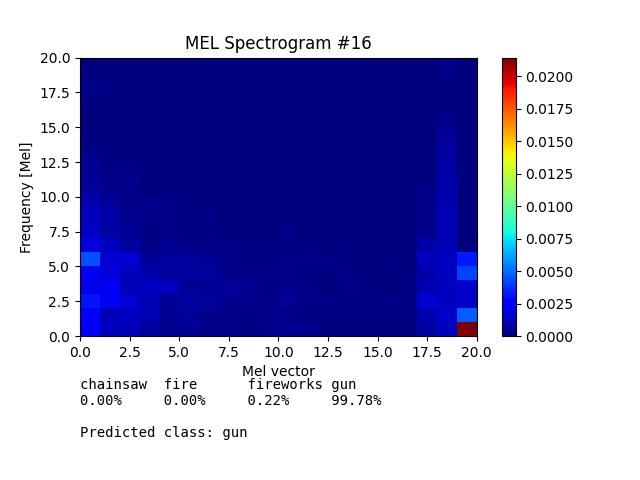 MEL Spectrogram #16
Frequency [Mel]
20.0
17.5
15.0
12.5
10.0
7.5
5.0
2.5
0.0
0.0 2.5 5.0 7.5 10.0 12.5 15.0 17.5 20.0
Mel vector
0.0200
0.0175
0.0150
0.0125
0.0100
0.0075
0.0050
0.0025
0.0000
chainsaw fire fireworks gun
0.00% 0.00% 0.22% 99.78%
Predicted class: gun